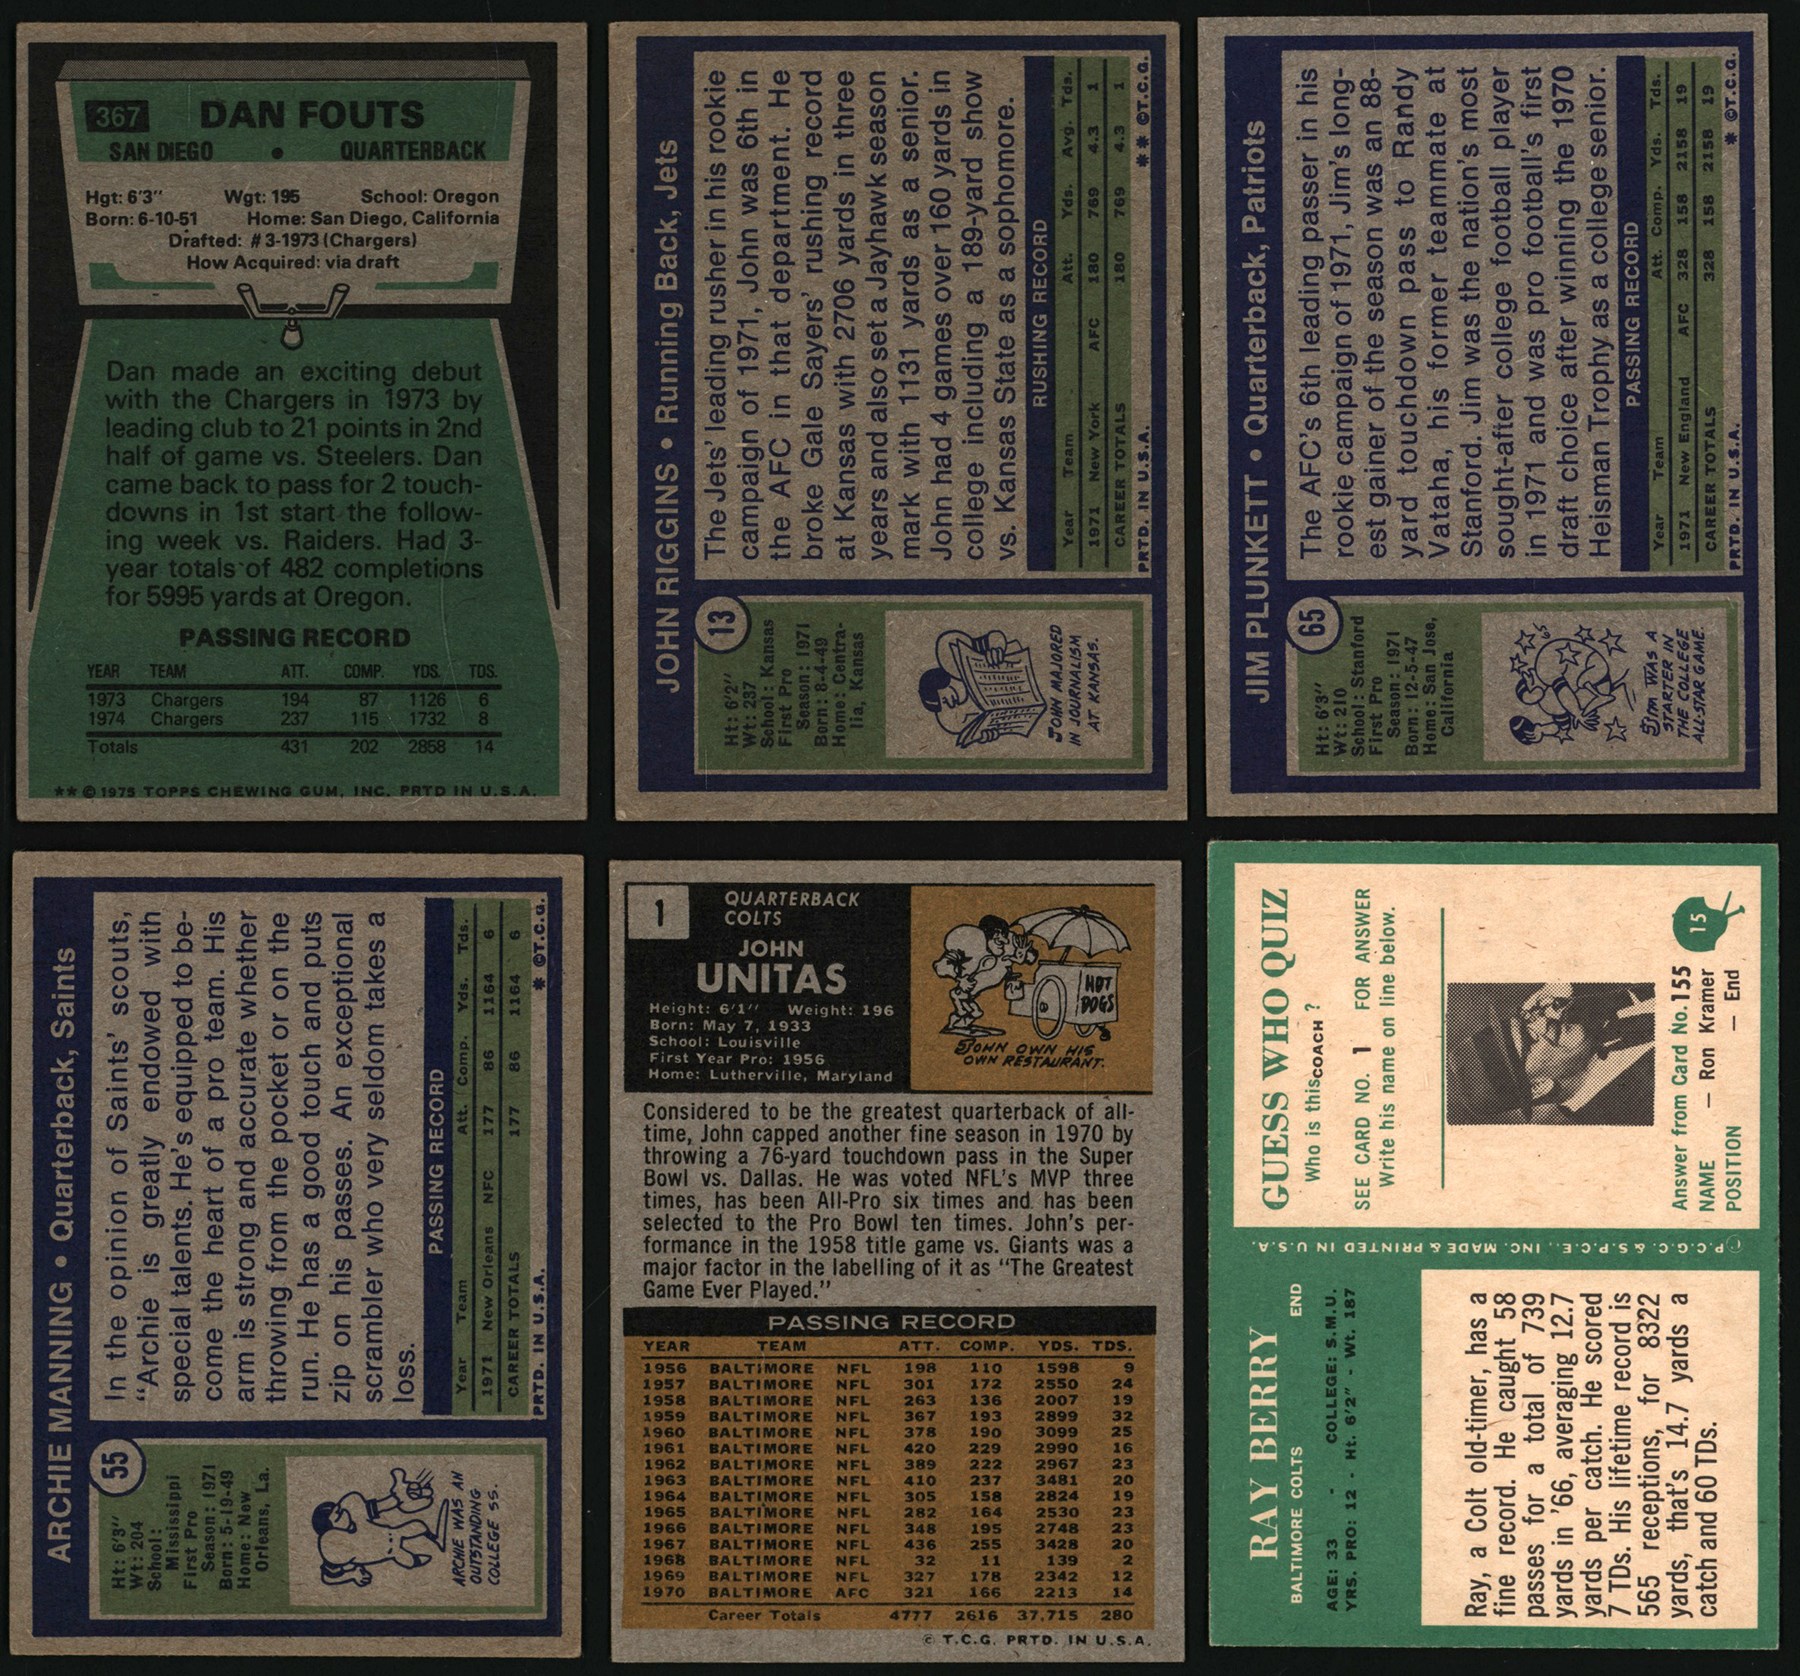 367
DAN FOUTS
SAN DIEGO • QUARTERBACK
Hgt: 6'3" Wgt: 195 School: Oregon
Born: 6-10-51 Home: San Diego, California
Drafted: #3-1973 (Chargers)
How Acquired: via draft
Dan made an exciting debut
with the Chargers in 1973 by
leading club to 21 points in 2nd
half of game vs. Steelers. Dan
came back to pass for 2 touch-
downs in 1st start the follow-
ing week vs. Raiders. Had 3-
year totals of 482 completions
for 5995 yards at Oregon.
PASSING RECORD
YEAR TEAM ATT. COMP. YDS. TDS.
1973 Chargers 194 87 1126 6
1974 Chargers 237 115 1732 8
Totals 431 202 2858 14
** © 1975 TOPPS CHEWING GUM, INC. PRTD IN U.S.A.
JOHN RIGGINS • Running Back, Jets
13
Ht: 6'2"
Wt: 237
School: Kansas
First Pro
Season: 1971
Born: 8-4-49
Home: Centra-
lia, Kansas
JOHN MAJORED
IN JOURNALISM
AT KANSAS.
The Jets' leading rusher in his rookie
campaign of 1971, John was 6th in
the AFC in that department. He
broke Gale Sayers' rushing record
at Kansas with 2706 yards in three
years and also set a Jayhawk season
mark with 1131 yards as a senior.
John had 4 games over 160 yards in
college including a 189-yard show
vs. Kansas State as a sophomore.
RUSHING RECORD
Year Team Att. Yds. Avg. Tds.
1971 New York AFC 180 769 4.3 1
CAREER TOTALS 180 769 4.3 1
PRTD. IN U.S.A. ** ©T.C.G.
JIM PLUNKETT • Quarterback, Patriots
65
Ht: 6'3"
Wt: 210
School: Stanford
First Pro
Season: 1971
Born: 12-5-47
Home: San Jose,
California
JIM WAS A
STARTER IN
THE COLLEGE
ALL-STAR GAME.
The AFC's 6th leading passer in his
rookie campaign of 1971, Jim's long-
est gainer of the season was an 88-
yard touchdown pass to Randy
Vataha, his former teammate at
Stanford. Jim was the nation's most
sought-after college football player
in 1971 and was pro football's first
draft choice after winning the 1970
Heisman Trophy as a college senior.
PASSING RECORD
Year Team Att. Comp. Yds. Tds.
1971 New England AFC 328 158 2158 19
CAREER TOTALS 328 158 2158 19
PRTD. IN U.S.A. * ©T.C.G.
ARCHIE MANNING • Quarterback, Saints
55
Ht: 6'3"
Wt: 204
School:
Mississippi
First Pro
Season: 1971
Born: 5-19-49
Home: New
Orleans, La.
ARCHIE WAS AN
OUTSTANDING
COLLEGE SS.
In the opinion of Saints' scouts,
"Archie is greatly endowed with
special talents. He's equipped to be-
come the heart of a pro team. His
arm is strong and accurate whether
throwing from the pocket or on the
run. He has a good touch and puts
zip on his passes. An exceptional
scrambler who very seldom takes a
loss.
PASSING RECORD
Year Team Att. Comp. Yds. Tds.
1971 New Orleans NFC 177 86 1164 6
CAREER TOTALS 177 86 1164 6
PRTD. IN U.S.A. * ©T.C.G.
1
QUARTERBACK
COLTS
JOHN
UNITAS
Height: 6'1" Weight: 196
Born: May 7, 1933
School: Louisville
First Year Pro: 1956
Home: Lutherville, Maryland
HOT
DOGS
JOHN OWN HIS
OWN RESTAURANT.
Considered to be the greatest quarterback of all-
time, John capped another fine season in 1970 by
throwing a 76-yard touchdown pass in the Super
Bowl vs. Dallas. He was voted NFL's MVP three
times, has been All-Pro six times and has been
selected to the Pro Bowl ten times. John's per-
formance in the 1958 title game vs. Giants was a
major factor in the labelling of it as "The Greatest
Game Ever Played."
PASSING RECORD
YEAR TEAM ATT. COMP. YDS. TDS.
1956 BALTIMORE NFL 198 110 1598 9
1957 BALTIMORE NFL 301 172 2550 24
1958 BALTIMORE NFL 263 136 2007 19
1959 BALTIMORE NFL 367 193 2899 32
1960 BALTIMORE NFL 378 190 3099 25
1961 BALTIMORE NFL 420 229 2990 16
1962 BALTIMORE NFL 389 222 2967 23
1963 BALTIMORE NFL 410 237 3481 20
1964 BALTIMORE NFL 305 158 2824 19
1965 BALTIMORE NFL 282 164 2530 23
1966 BALTIMORE NFL 348 195 2748 23
1967 BALTIMORE NFL 436 255 3428 20
1968 BALTIMORE NFL 32 11 139 2
1969 BALTIMORE NFL 327 178 2342 12
1970 BALTIMORE AFC 321 166 2213 14
Career Totals 4777 2616 37,715 280
© T.C.G. PRTD. IN U.S.A.
RAY BERRY
BALTIMORE COLTS END
AGE: 33 - COLLEGE: S.M.U.
YRS. PRO: 12 - Ht. 6'2" - Wt. 187
Ray, a Colt old-timer, has a
fine record. He caught 58
passes for a total of 739
yards in '66, averaging 12.7
yards per catch. He scored
7 TDs. His lifetime record is
565 receptions, for 8322
yards, that's 14.7 yards a
catch and 60 TDs.
Ⓟ P.C.G.C. & S.P.C.E., INC. MADE & PRINTED IN U.S.A.
GUESS WHO QUIZ
Who is this COACH ?
SEE CARD NO. 1 FOR ANSWER
Write his name on line below.
Answer from Card No. 155
NAME — Ron Kramer
POSITION — End
15